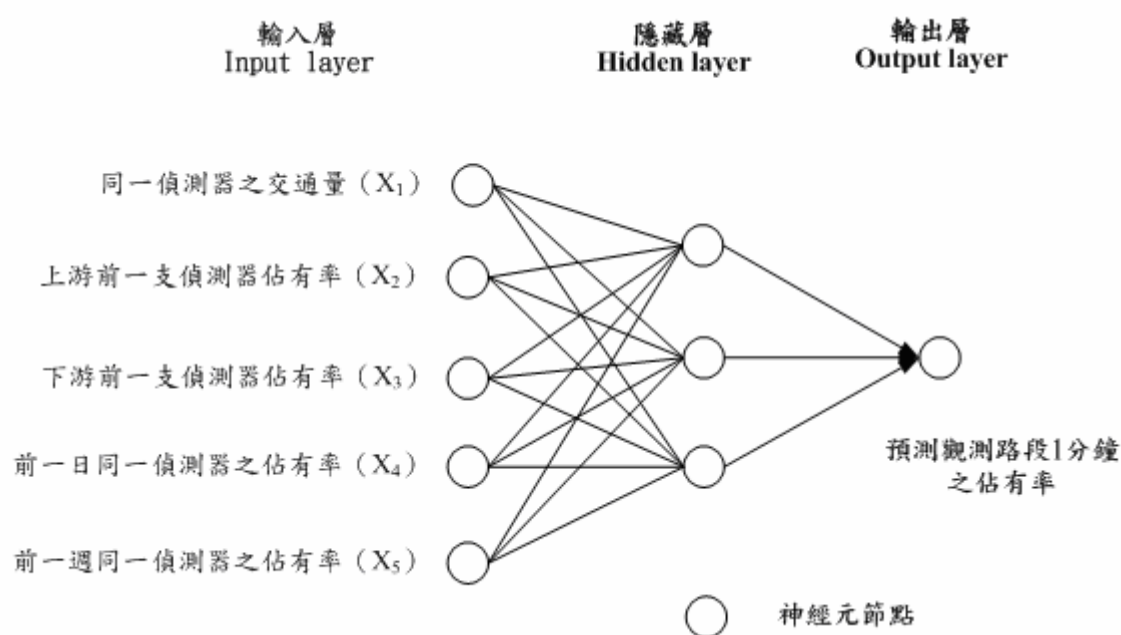 輸入層
Input layer
隱藏層
Hidden layer
輸出層
Output layer
同一偵測器之交通量（X₁）
上游前一支偵測器佔有率（X₂）
下游前一支偵測器佔有率（X₃）
前一日同一偵測器之佔有率（X₄）
前一週同一偵測器之佔有率（X₅）
預測觀測路段1分鐘
之佔有率
神經元節點